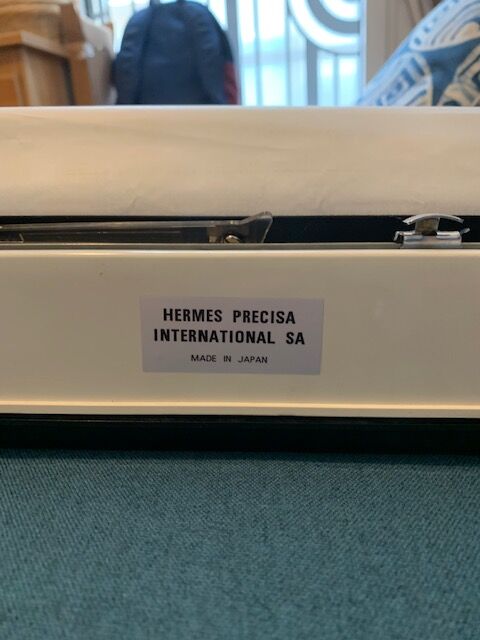 HERMES PRECISA
INTERNATIONAL SA
MADE IN JAPAN